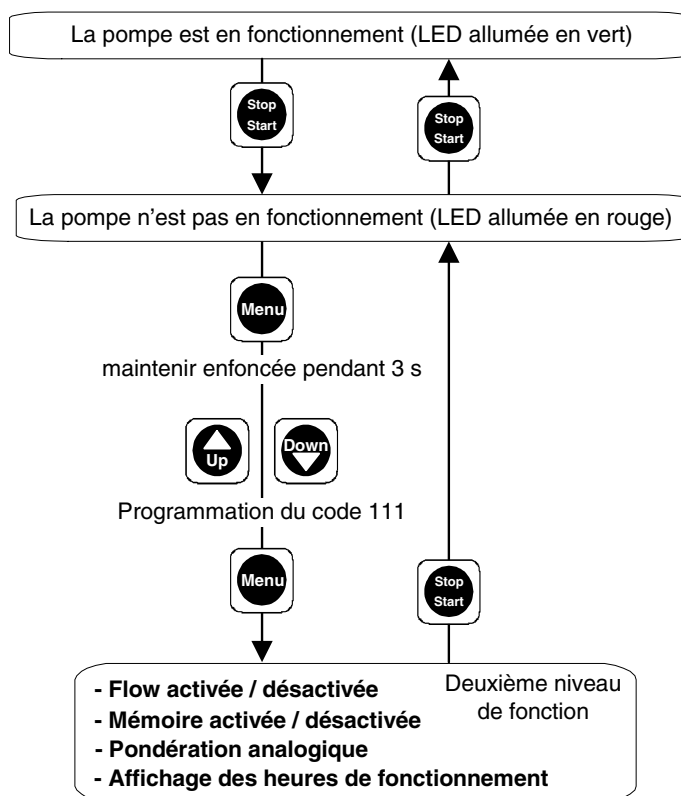 La pompe est en fonctionnement (LED allumée en vert)
Stop
Start
Stop
Start
La pompe n'est pas en fonctionnement (LED allumée en rouge)
Menu
maintenir enfoncée pendant 3 s
Up
Down
Programmation du code 111
Menu
Stop
Start
Deuxième niveau
de fonction
- Flow activée / désactivée
- Mémoire activée / désactivée
- Pondération analogique
- Affichage des heures de fonctionnement